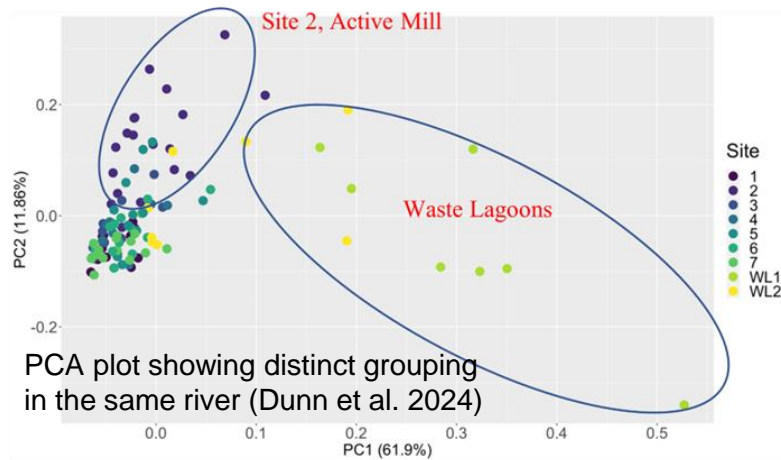 Site 2, Active Mill
0.2
0.0
-0.2
PC2 (11.86%)
Waste Lagoons
PCA plot showing distinct grouping
in the same river (Dunn et al. 2024)
0.0
0.1
0.2
0.3
0.4
0.5
PC1 (61.9%)
Site
1
2
3
4
5
6
7
WL1
WL2